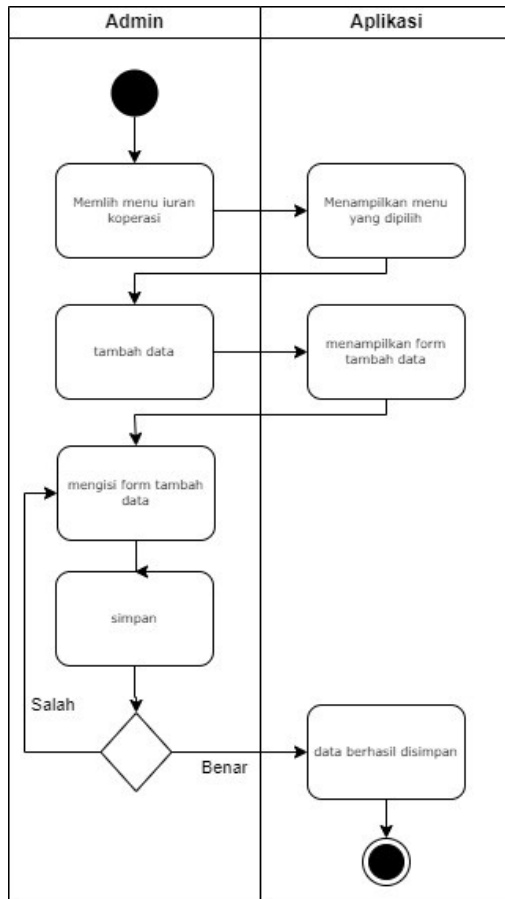 Admin
Aplikasi
Memlih menu iuran
koperasi
Menampilkan menu
yang dipilih
tambah data
menampilkan form
tambah data
mengisi form tambah
data
simpan
Salah
Benar
data berhasil disimpan